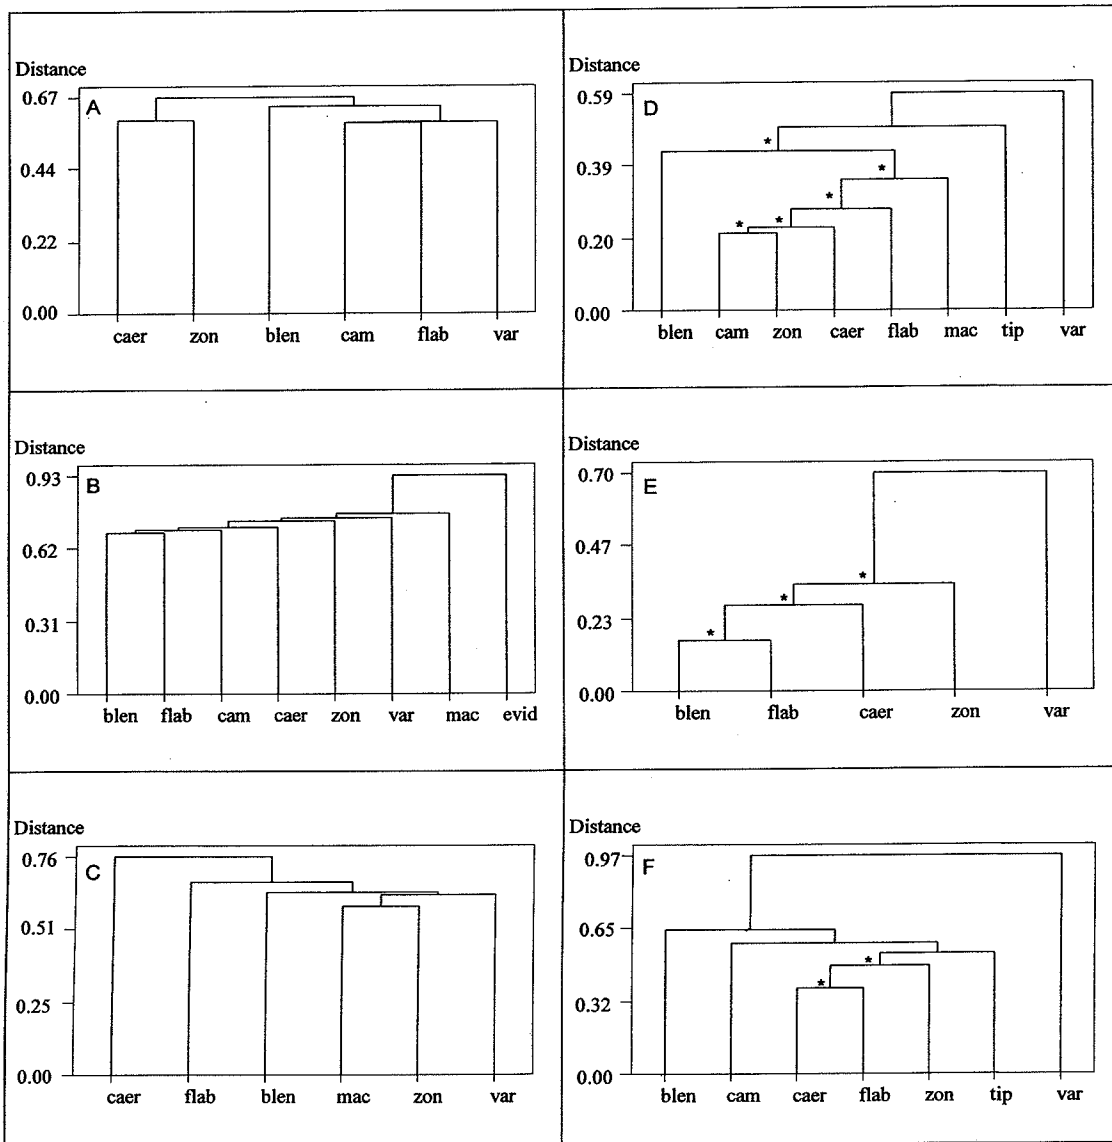 Distance
A
0.67
0.44
0.22
0.00
caer zon blen cam flab var
Distance
D
0.59
0.39
*
*
*
*
*
0.20
0.00
blen cam zon caer flab mac tip var
Distance
B
0.93
0.62
0.31
0.00
blen flab cam caer zon var mac evid
Distance
E
0.70
0.47
*
*
*
0.23
0.00
blen flab caer zon var
Distance
C
0.76
0.51
0.25
0.00
caer flab blen mac zon var
Distance
F
0.97
0.65
*
*
0.32
0.00
blen cam caer flab zon tip var